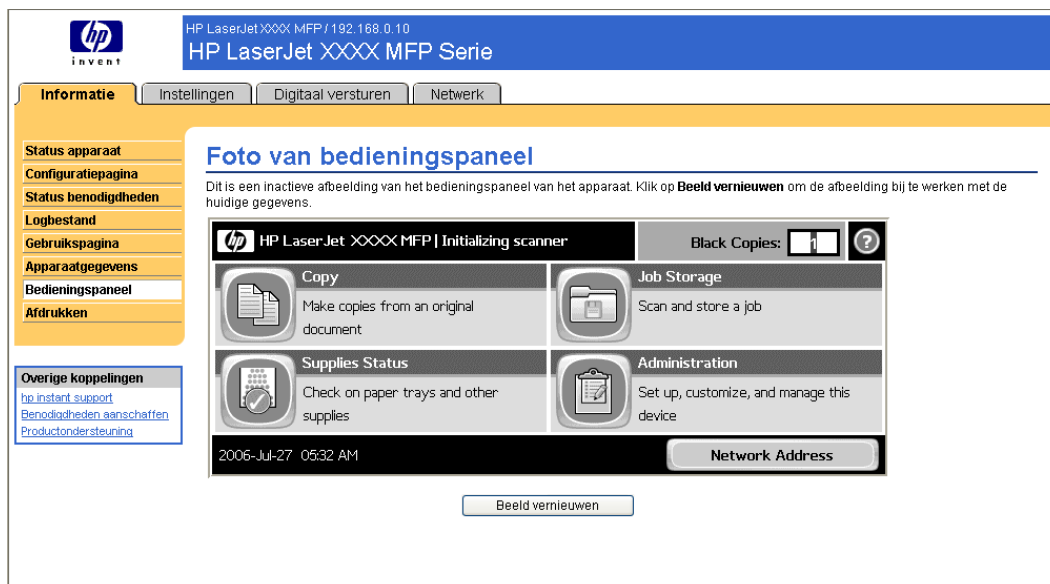 hp
invent
HP LaserJet XXXX MFP / 192.168.0.10
HP LaserJet XXXX MFP Serie
Informatie
Instellingen
Digitaal versturen
Netwerk
Status apparaat
Configuratiepagina
Status benodigdheden
Logbestand
Gebruikspagina
Apparaatgegevens
Bedieningspaneel
Afdrukken
Overige koppelingen
hp instant support
Benodigdheden aanschaffen
Productondersteuning
Foto van bedieningspaneel
Dit is een inactieve afbeelding van het bedieningspaneel van het apparaat. Klik op Beeld vernieuwen om de afbeelding bij te werken met de
huidige gegevens.
hp HP LaserJet XXXX MFP | Initializing scanner
Black Copies: 1 ?
Copy
Make copies from an original
document
Job Storage
Scan and store a job
Supplies Status
Check on paper trays and other
supplies
Administration
Set up, customize, and manage this
device
2006-Jul-27 05:32 AM
Network Address
Beeld vernieuwen